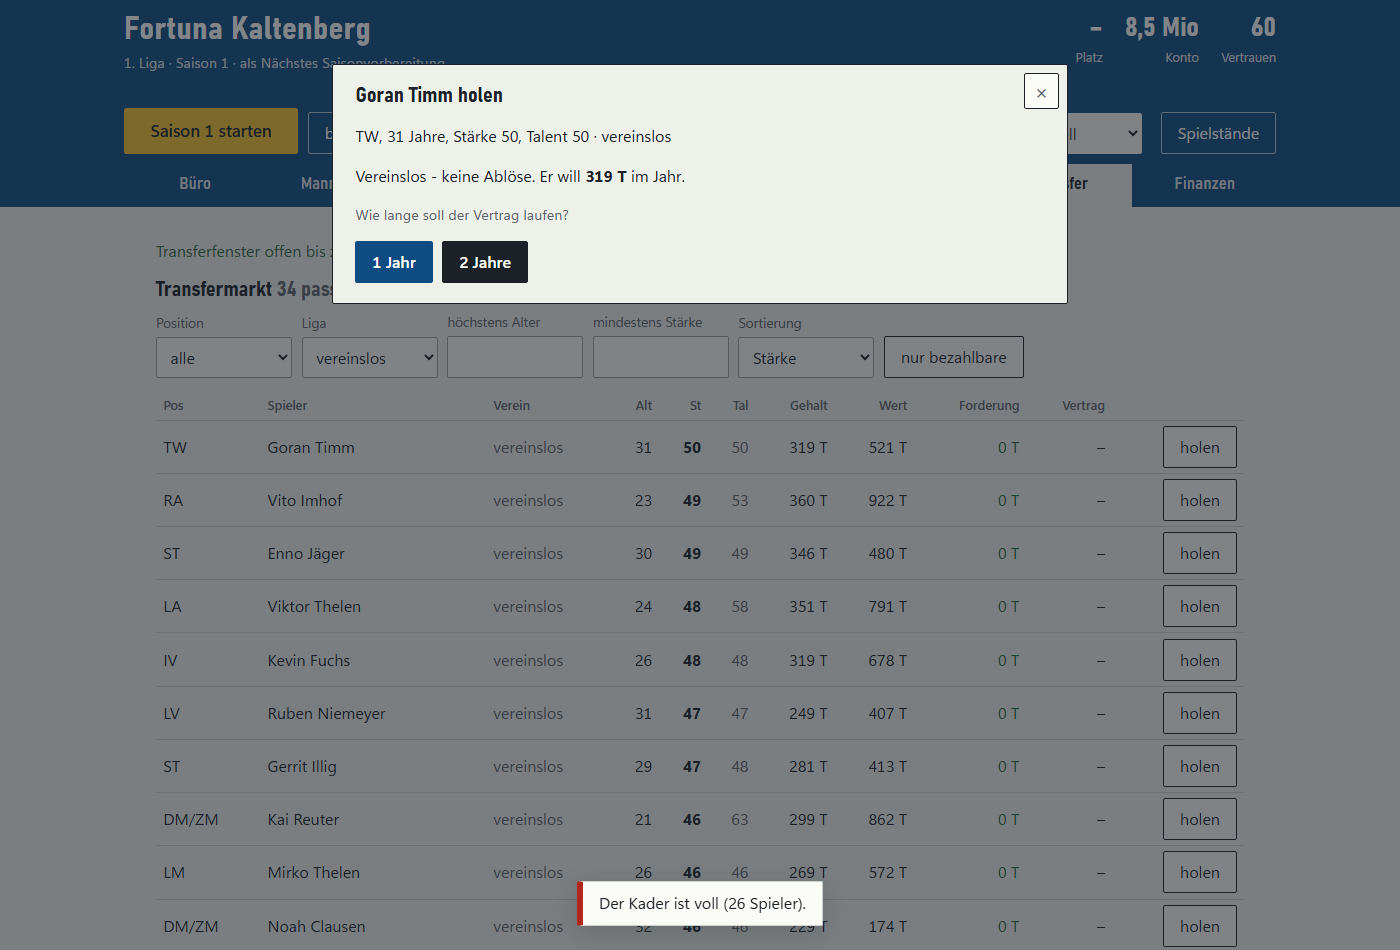 Fortuna Kaltenberg
– 8,5 Mio 60
1. Liga · Saison 1 · als Nächstes Saisonvorbereitung
Platz Konto Vertrauen
Goran Timm holen ×
Saison 1 starten
Spielstände
TW, 31 Jahre, Stärke 50, Talent 50 · vereinslos
Vereinslos - keine Ablöse. Er will 319 T im Jahr.
Büro
Finanzen
Wie lange soll der Vertrag laufen?
1 Jahr 2 Jahre
Transferfenster offen bis
Transfermarkt 34
Position Liga höchstens Alter mindestens Stärke Sortierung
alle vereinslos Stärke nur bezahlbare
Pos Spieler Verein Alt St Tal Gehalt Wert Forderung Vertrag
TW Goran Timm vereinslos 31 50 50 319 T 521 T 0 T – holen
RA Vito Imhof vereinslos 23 49 53 360 T 922 T 0 T – holen
ST Enno Jäger vereinslos 30 49 49 346 T 480 T 0 T – holen
LA Viktor Thelen vereinslos 24 48 58 351 T 791 T 0 T – holen
IV Kevin Fuchs vereinslos 26 48 48 319 T 678 T 0 T – holen
LV Ruben Niemeyer vereinslos 31 47 47 249 T 407 T 0 T – holen
ST Gerrit Illig vereinslos 29 47 48 281 T 413 T 0 T – holen
DM/ZM Kai Reuter vereinslos 21 46 63 299 T 862 T 0 T – holen
LM Mirko Thelen vereinslos 26 46 46 269 T 572 T 0 T – holen
Der Kader ist voll (26 Spieler).
DM/ZM Noah Clausen vereinslos 32 46 46 229 T 174 T 0 T – holen